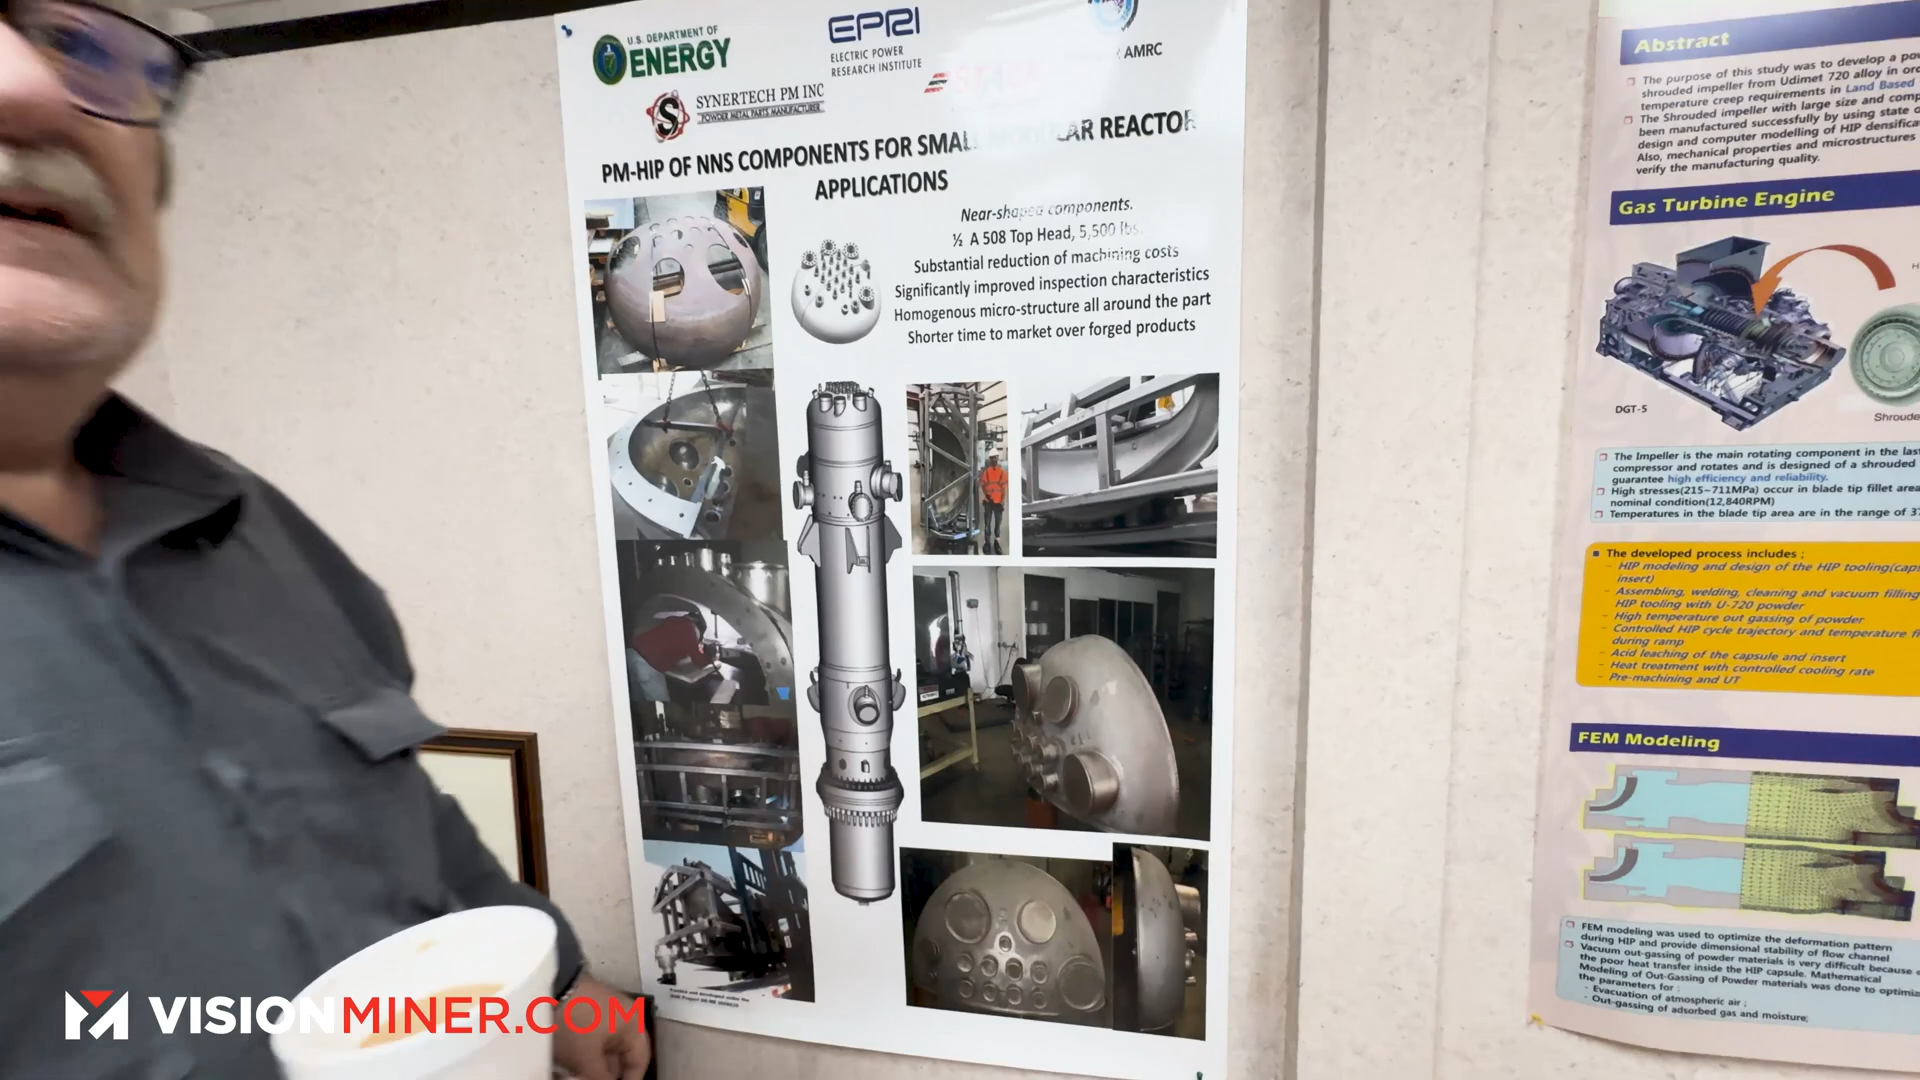 U.S. DEPARTMENT OF
ENERGY
EPRI
ELECTRIC POWER
RESEARCH INSTITUTE
AMRC
S
SYNERTECH PM INC
POWDER METAL PARTS MANUFACTURER
PM-HIP OF NNS COMPONENTS FOR SMAL AR REACTOR
APPLICATIONS
Near-shaped components.
½ A 508 Top Head, 5,500 lbs.
Substantial reduction of machining costs
Significantly improved inspection characteristics
Homogenous micro-structure all around the part
Shorter time to market over forged products
Abstract
The purpose of this study was to develop a
shrouded impeller from Udimet 720 alloy in
temperature creep requirements in Land Based
The Shrouded impeller with large size and
been manufactured successfully by using state
design and computer modelling of HIP
Also, mechanical properties and microstructures
verify the manufacturing quality.
Gas Turbine Engine
DGT-5
The Impeller is the main rotating component in the
compressor and rotates and is designed of a shrouded
guarantee high efficiency and reliability.
High stresses(215~711MPa) occur in blade tip fillet
nominal condition(12,840RPM)
Temperatures in the blade tip area are in the range of
The developed process includes ;
- HIP modeling and design of the HIP
insert)
- Assembling, welding, cleaning and vacuum filling
HIP tooling with U-720 powder
- High temperature out gassing of powder
- Controlled HIP cycle trajectory and temperature
during ramp
- Acid leaching of the capsule and insert
- Heat treatment with controlled cooling rate
- Pre-machining and UT
FEM Modeling
FEM modeling was used to optimize the deformation pattern
during HIP and provide dimensional stability of flow channel
Vacuum out-gassing of powder materials is very difficult because
the poor heat transfer inside the HIP capsule. Mathematical
Modeling of Out-Gassing of Powder materials was done to
the parameters for :
- Evacuation of atmospheric air ;
- Out-gassing of adsorbed gas and moisture;
VISIONMINER.COM